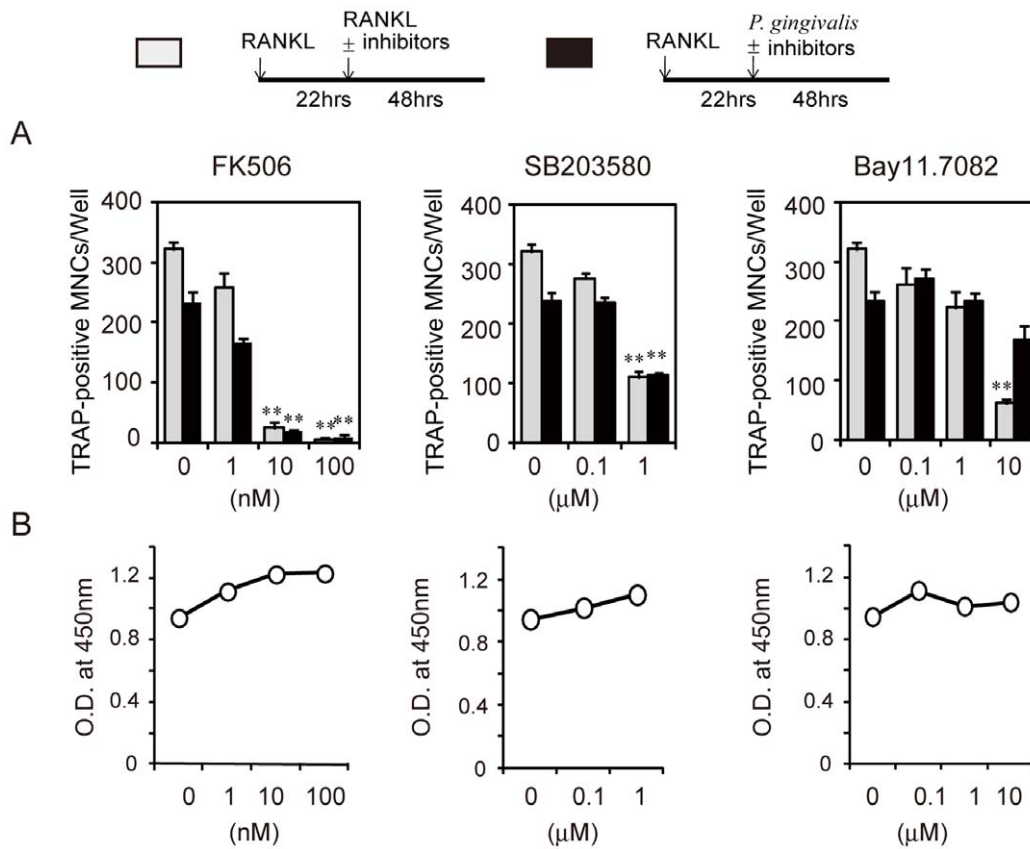 RANKL
RANKL
± inhibitors
22hrs
48hrs
RANKL
P. gingivalis
± inhibitors
22hrs
48hrs
A
FK506
TRAP-positive MNCs/Well
400
300
200
100
0
** ** ** **
0 1 10 100
(nM)
SB203580
TRAP-positive MNCs/Well
400
300
200
100
0
** **
0 0.1 1
(μM)
Bay11.7082
TRAP-positive MNCs/Well
400
300
200
100
0
**
0 0.1 1 10
(μM)
B
O.D. at 450nm
1.2
0.8
0.4
0
0 1 10 100
(nM)
O.D. at 450nm
1.2
0.8
0.4
0
0 0.1 1
(μM)
O.D. at 450nm
1.2
0.8
0.4
0
0 0.1 1 10
(μM)